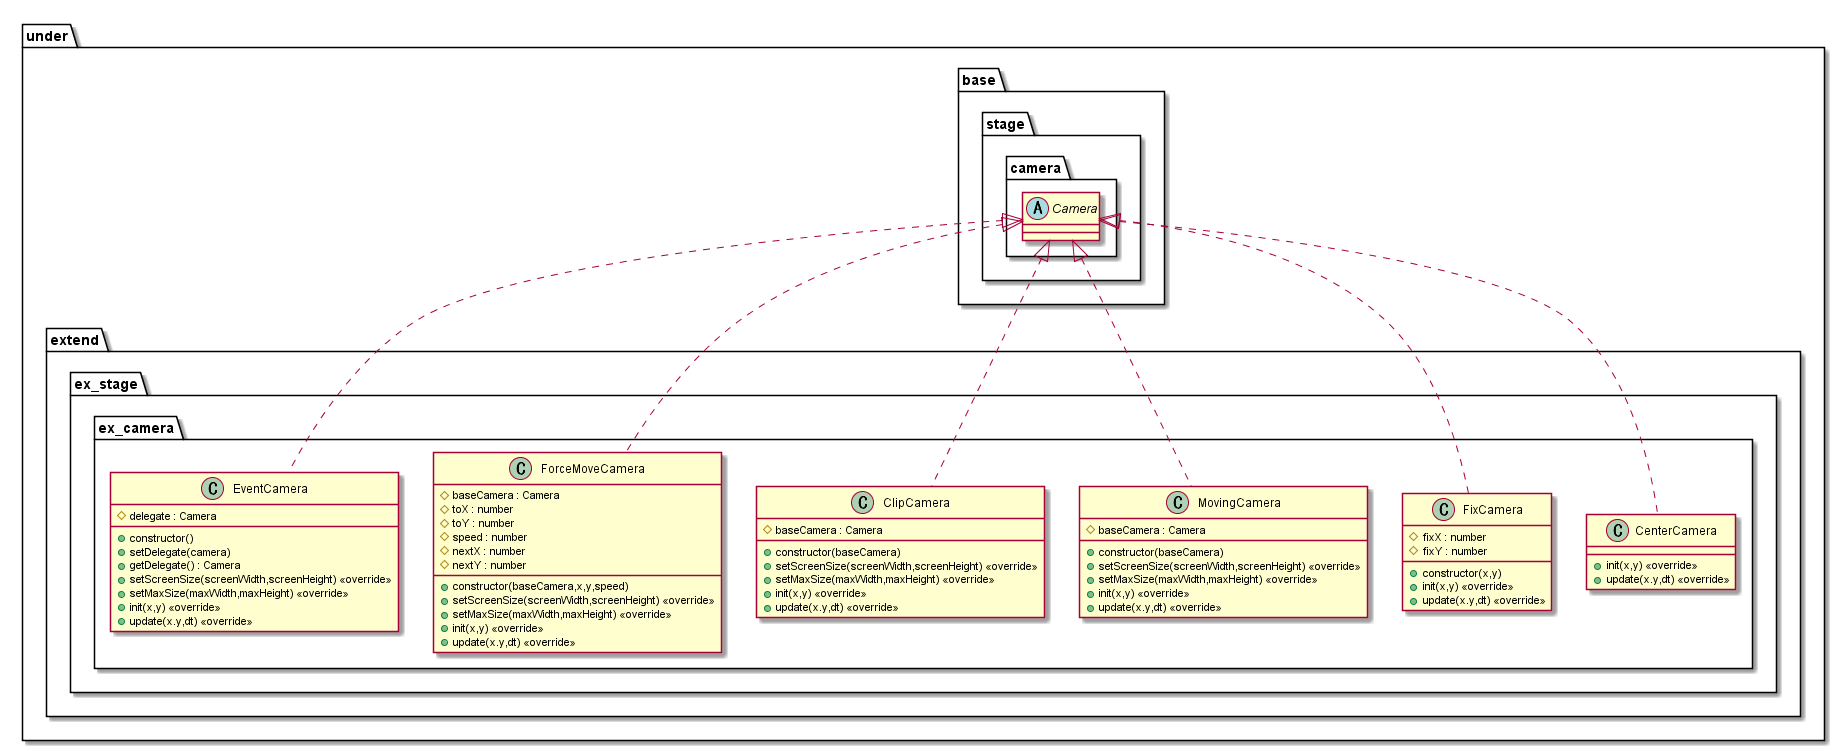 under
base
stage
camera
A Camera
extend
ex_stage
ex_camera
C EventCamera
delegate : Camera
constructor()
setDelegate(camera)
getDelegate() : Camera
setScreenSize(screenWidth,screenHeight) «override»
setMaxSize(maxWidth,maxHeight) «override»
init(x,y) «override»
update(x.y,dt) «override»
C ForceMoveCamera
baseCamera : Camera
toX : number
toY : number
speed : number
nextX : number
nextY : number
constructor(baseCamera,x,y,speed)
setScreenSize(screenWidth,screenHeight) «override»
setMaxSize(maxWidth,maxHeight) «override»
init(x,y) «override»
update(x.y,dt) «override»
C ClipCamera
baseCamera : Camera
constructor(baseCamera)
setScreenSize(screenWidth,screenHeight) «override»
setMaxSize(maxWidth,maxHeight) «override»
init(x,y) «override»
update(x.y,dt) «override»
C MovingCamera
baseCamera : Camera
constructor(baseCamera)
setScreenSize(screenWidth,screenHeight) «override»
setMaxSize(maxWidth,maxHeight) «override»
init(x,y) «override»
update(x.y,dt) «override»
C FixCamera
fixX : number
fixY : number
constructor(x,y)
init(x,y) «override»
update(x.y,dt) «override»
C CenterCamera
init(x,y) «override»
update(x.y,dt) «override»